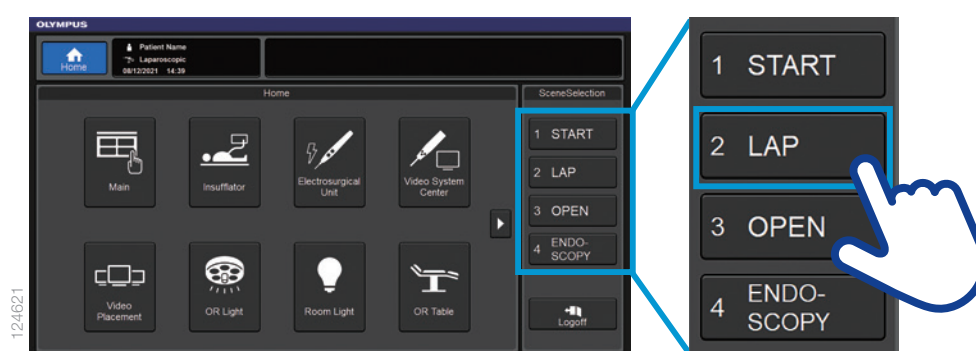 OLYMPUS
Home
Patient Name
Laparoscopic
08/12/2021 14:39
Home
SceneSelection
Main
Insufflator
Electrosurgical
Unit
Video System
Center
Video
Placement
OR Light
Room Light
OR Table
1 START
2 LAP
3 OPEN
4 ENDO-
SCOPY
Logoff
1 START
2 LAP
3 OPEN
4 ENDO-
SCOPY
124621